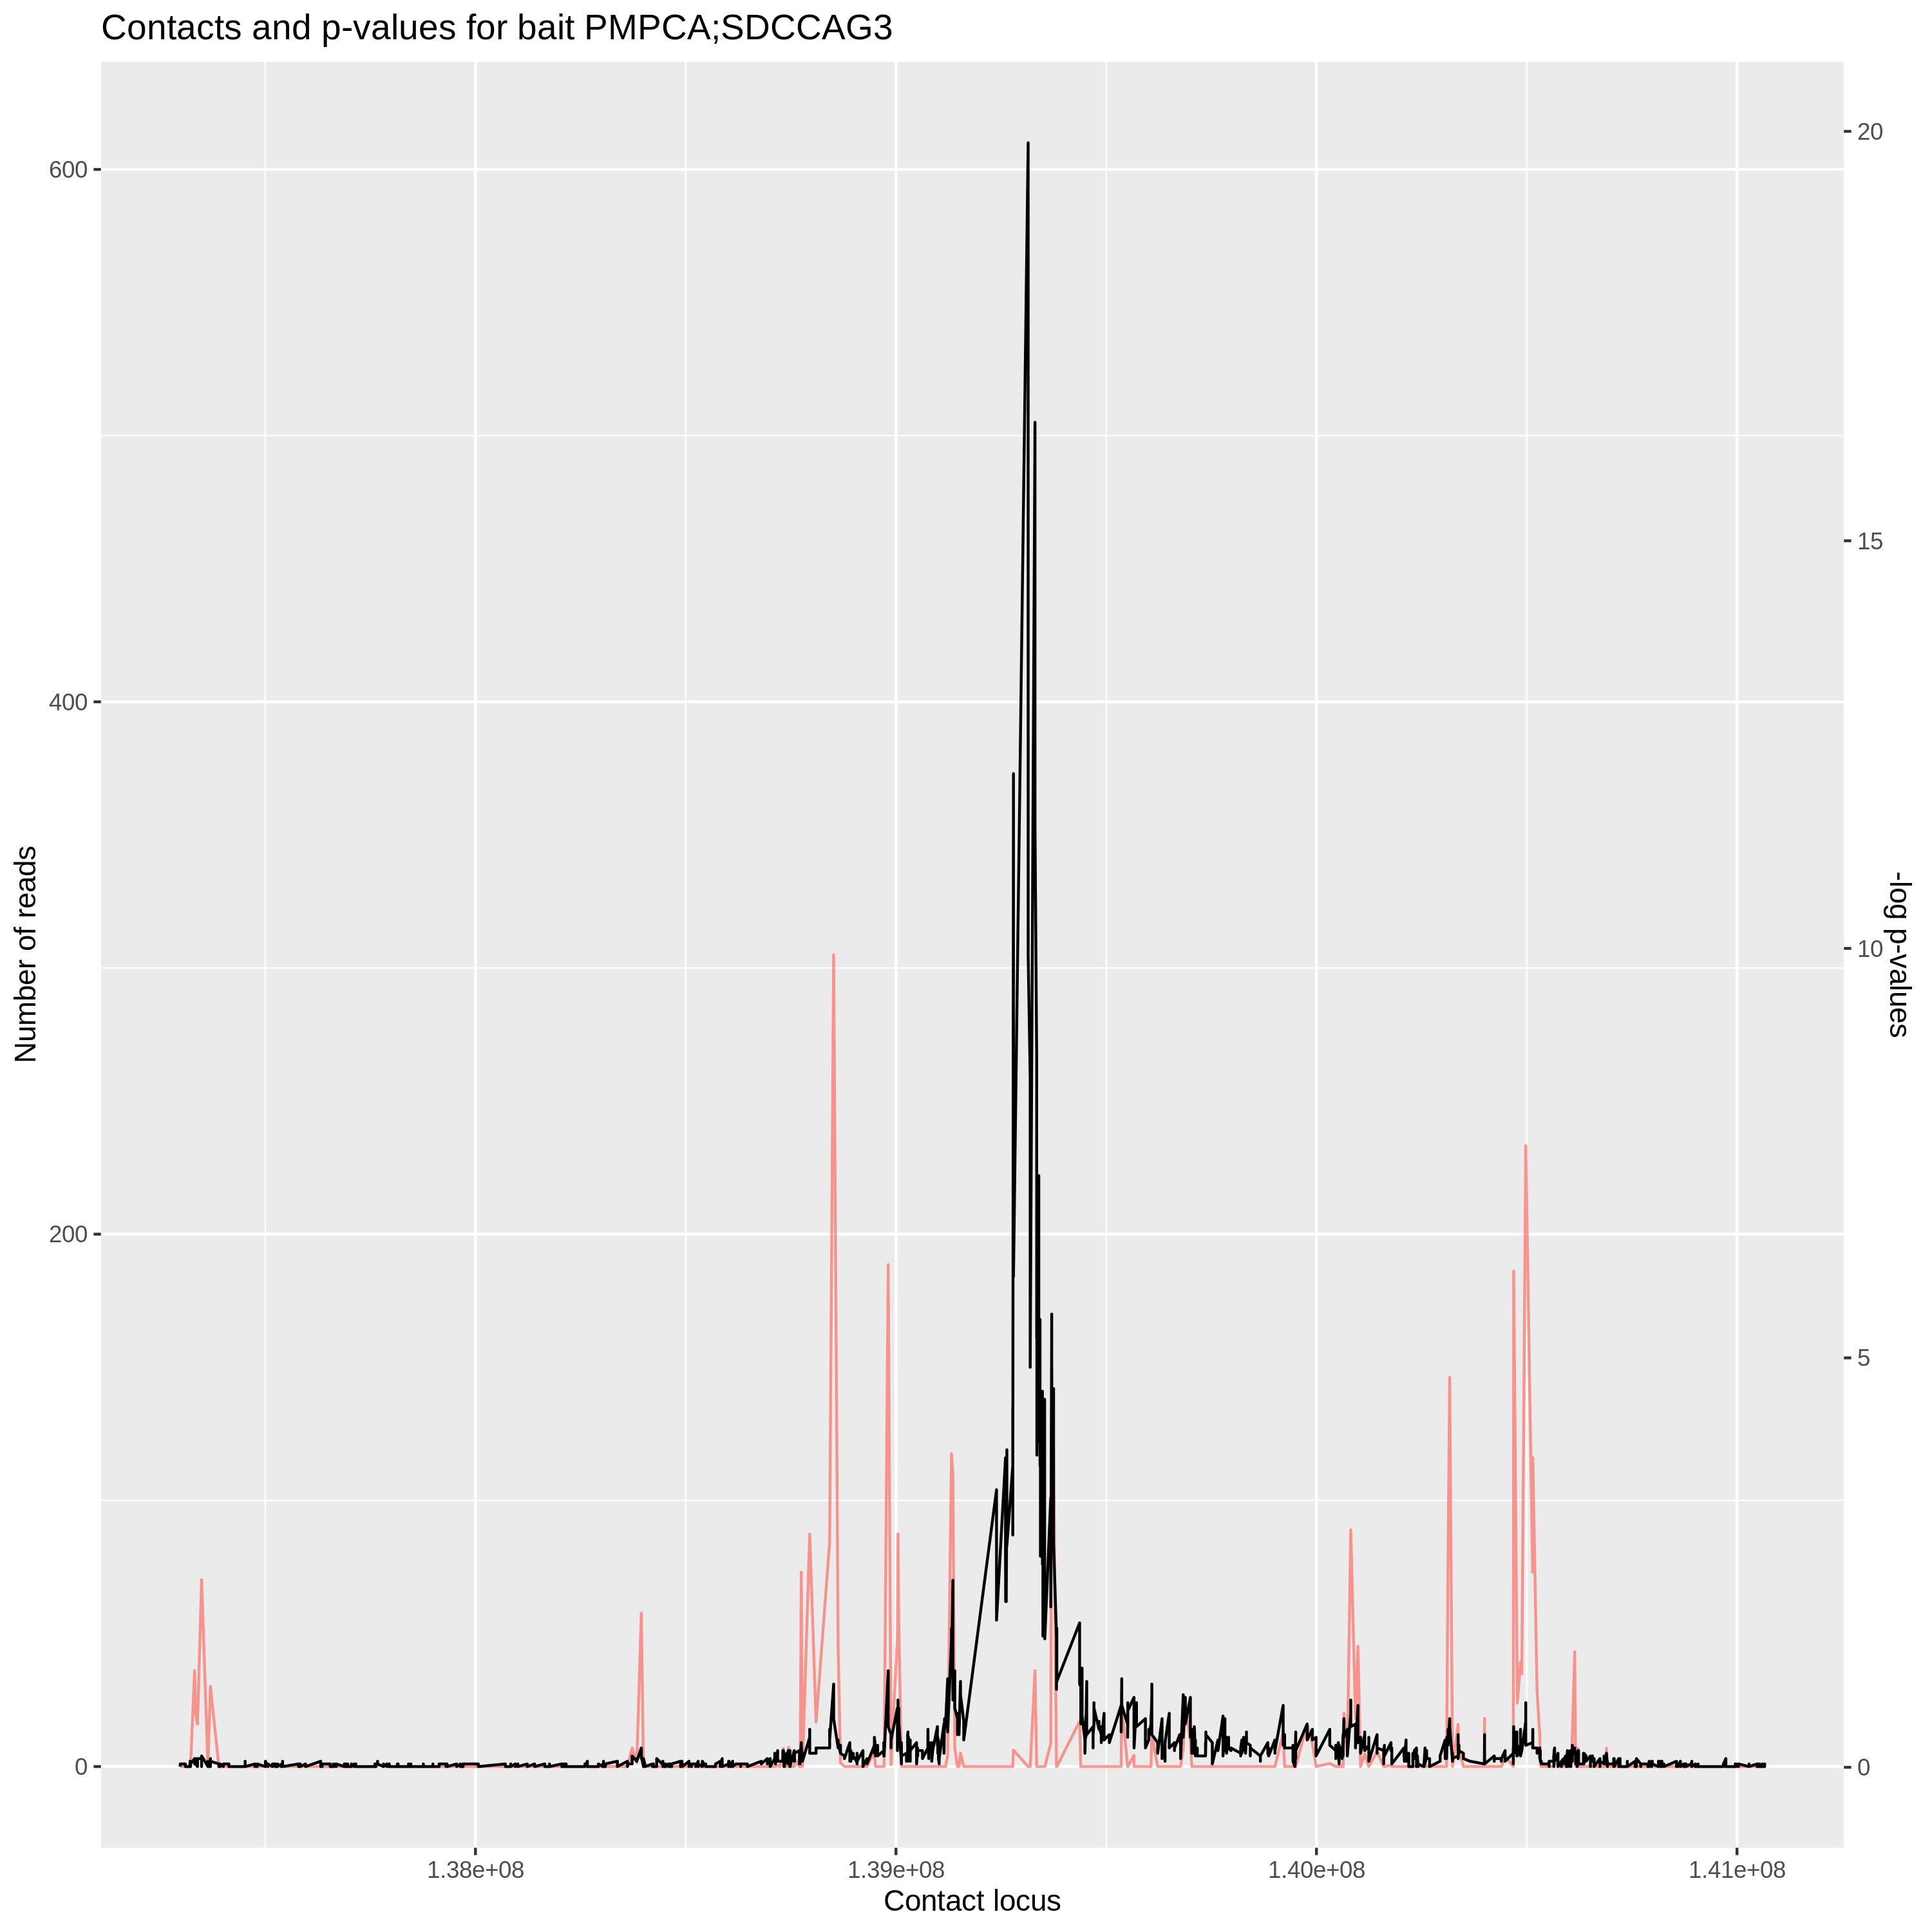 Contacts and p-values for bait PMPCA;SDCCAG3
600
400
200
0
Number of reads
20
15
10
5
0
-log p-values
1.38e+08
1.39e+08
1.40e+08
1.41e+08
Contact locus